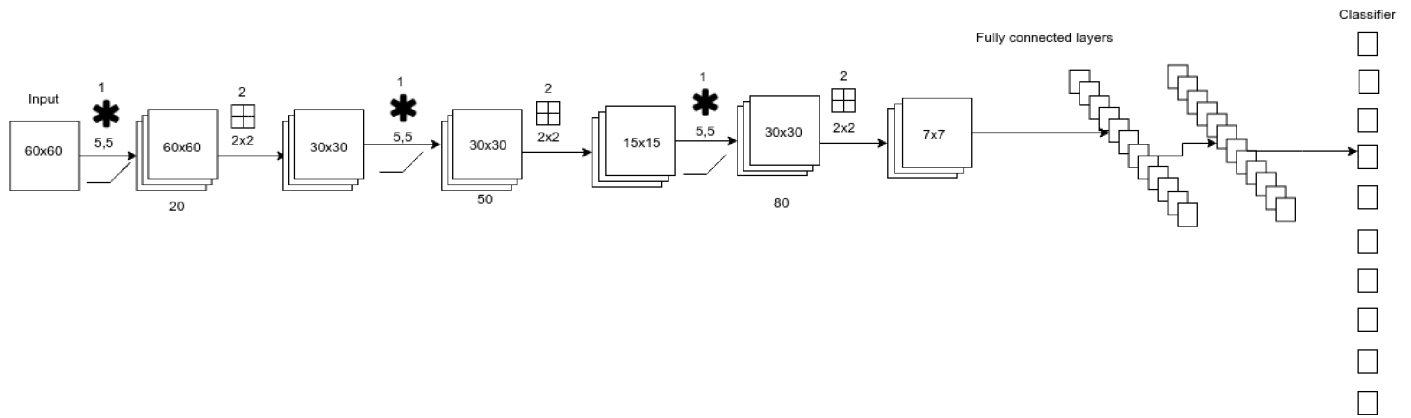 Classifier
Fully connected layers
Input
1
5,5
60x60
60x60
20
2
2x2
30x30
1
5,5
30x30
50
2
2x2
15x15
1
5,5
30x30
80
2
2x2
7x7